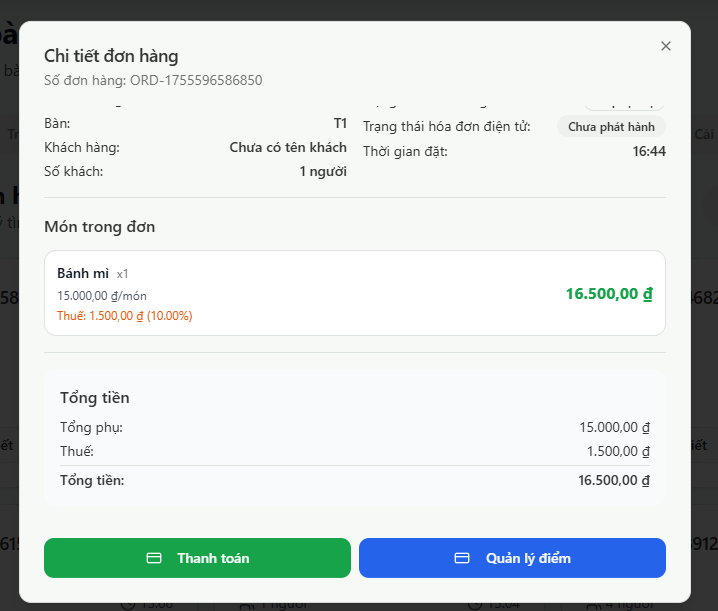 Chi tiết đơn hàng
Số đơn hàng: ORD-1755596586850
Bàn: T1
Trạng thái hóa đơn điện tử: Chưa phát hành
Khách hàng: Chưa có tên khách
Thời gian đặt: 16:44
Số khách: 1 người
Món trong đơn
Bánh mì x1
15.000,00 ₫/món
16.500,00 ₫
Thuế: 1.500,00 ₫ (10.00%)
Tổng tiền
Tổng phụ: 15.000,00 ₫
Thuế: 1.500,00 ₫
Tổng tiền: 16.500,00 ₫
Thanh toán
Quản lý điểm